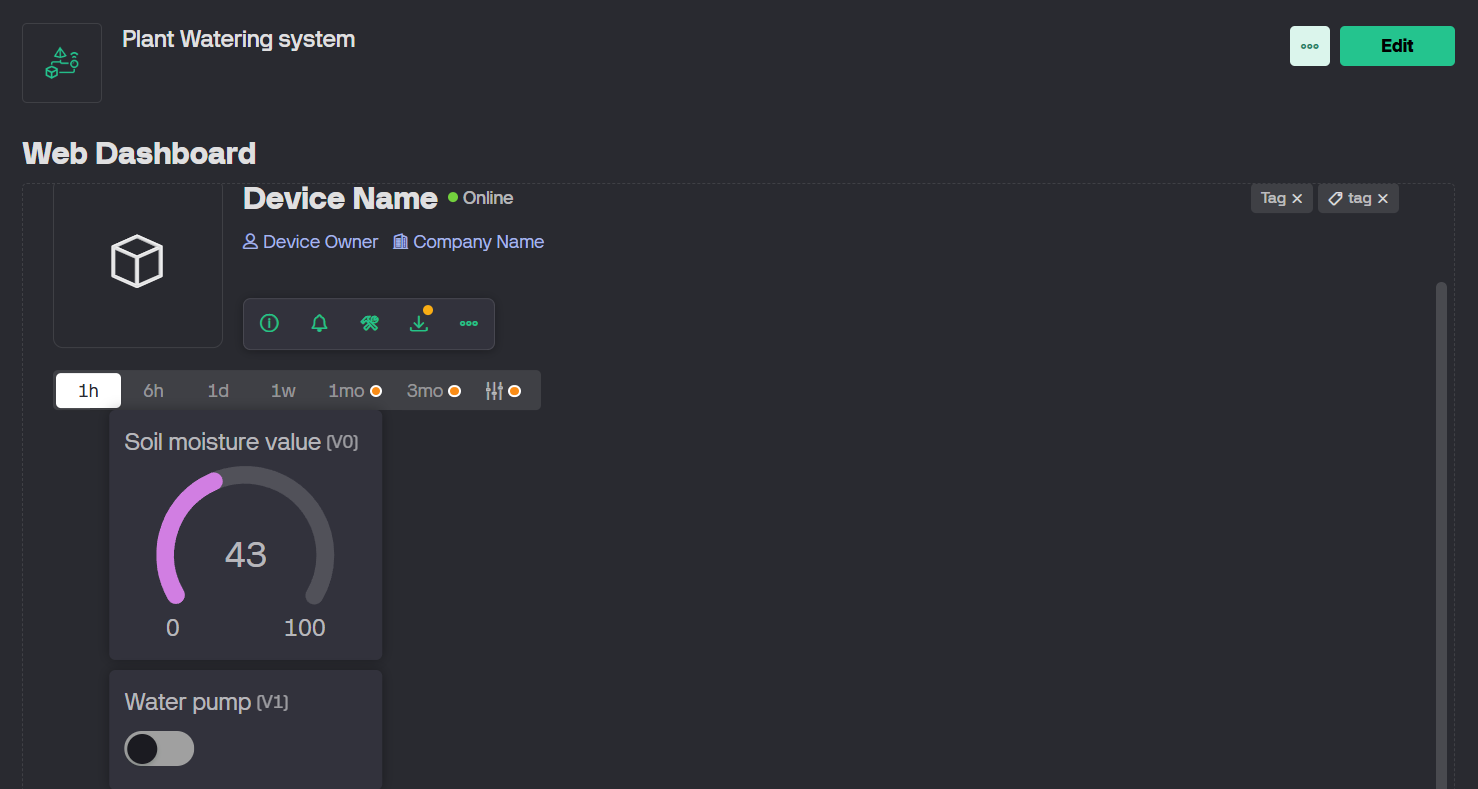 Plant Watering system
Edit
Web Dashboard
Device Name Online
Tag × tag ×
Device Owner Company Name
1h 6h 1d 1w 1mo 3mo
Soil moisture value (V0)
43
0 100
Water pump (V1)